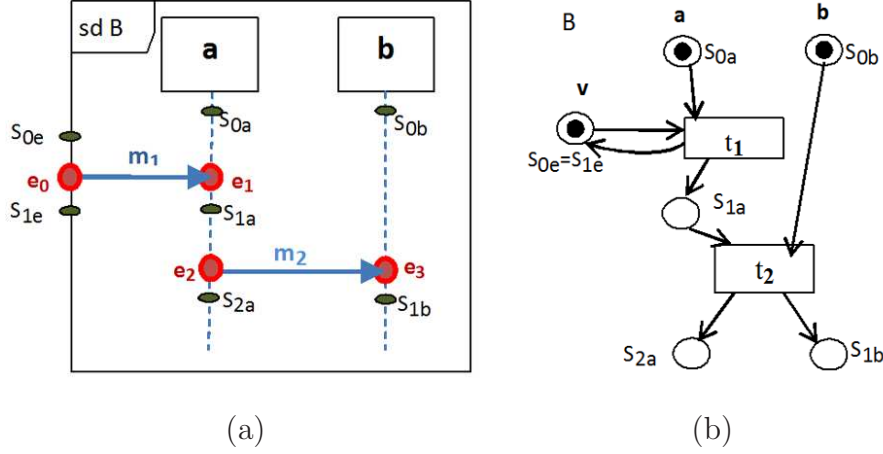 sd B
a
b
S0e
S0a
S0b
m1
e0
e1
S1e
S1a
m2
e2
e3
S2a
S1b
(a)
B
a
b
S0a
S0b
v
t1
S0e=S1e
S1a
t2
S2a
S1b
(b)